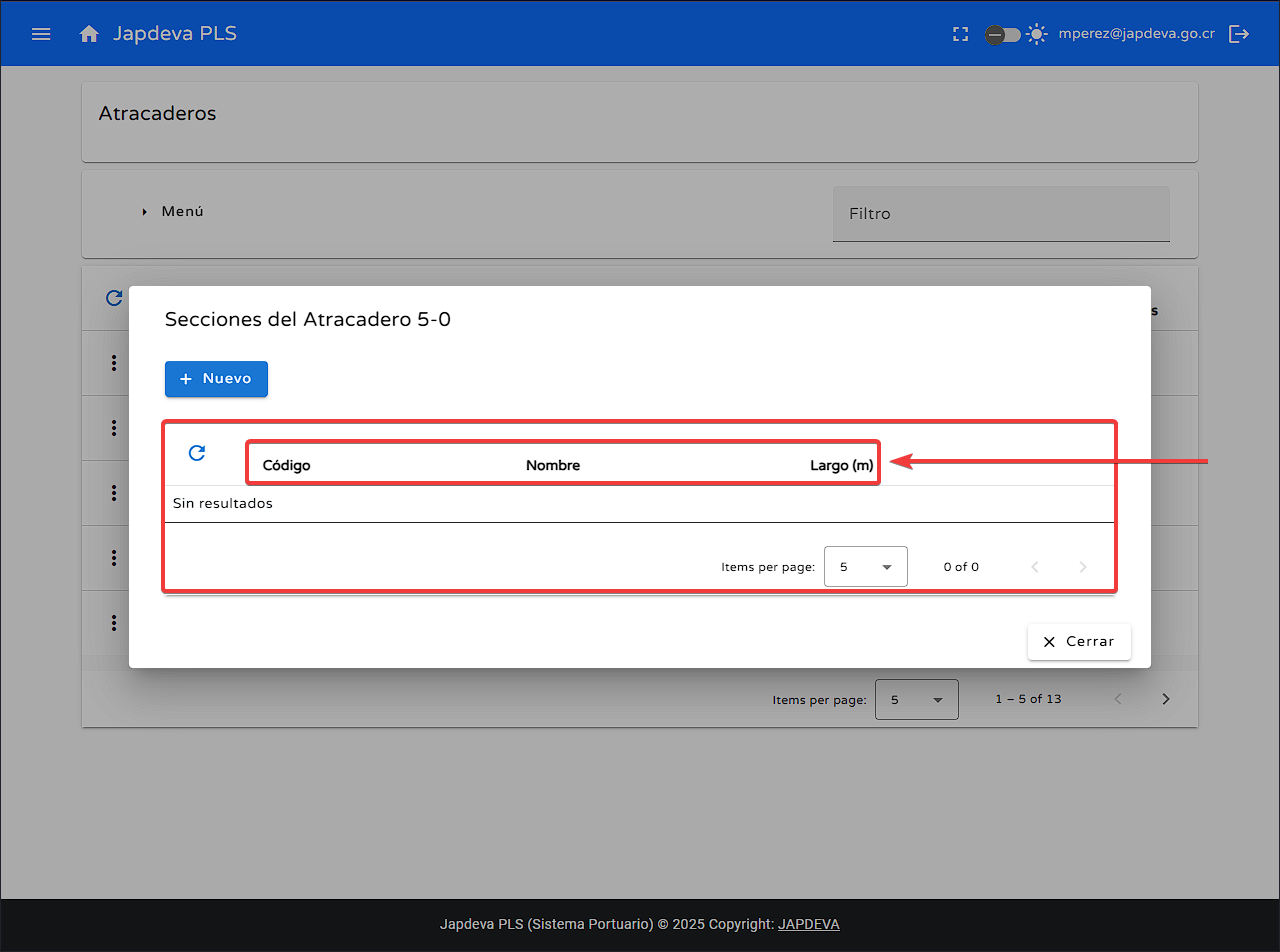 Japdeva PLS
mperez@japdeva.go.cr
Atracaderos
Menú
Filtro
s
Secciones del Atracadero 5-0
Nuevo
Código Nombre Largo (m)
Sin resultados
Items per page: 5 0 of 0
Cerrar
Items per page: 5 1 – 5 of 13
Japdeva PLS (Sistema Portuario) © 2025 Copyright: JAPDEVA